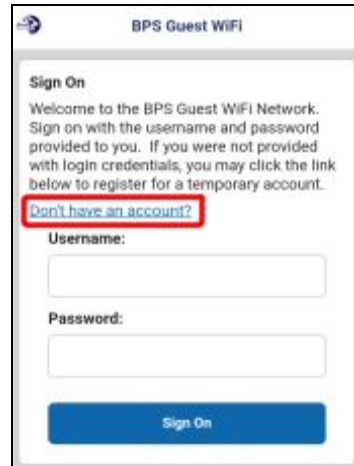 BPS Guest WiFi
Sign On
Welcome to the BPS Guest WiFi Network.
Sign on with the username and password
provided to you. If you were not provided
with login credentials, you may click the link
below to register for a temporary account.
Don't have an account?
Username:
Password:
Sign On